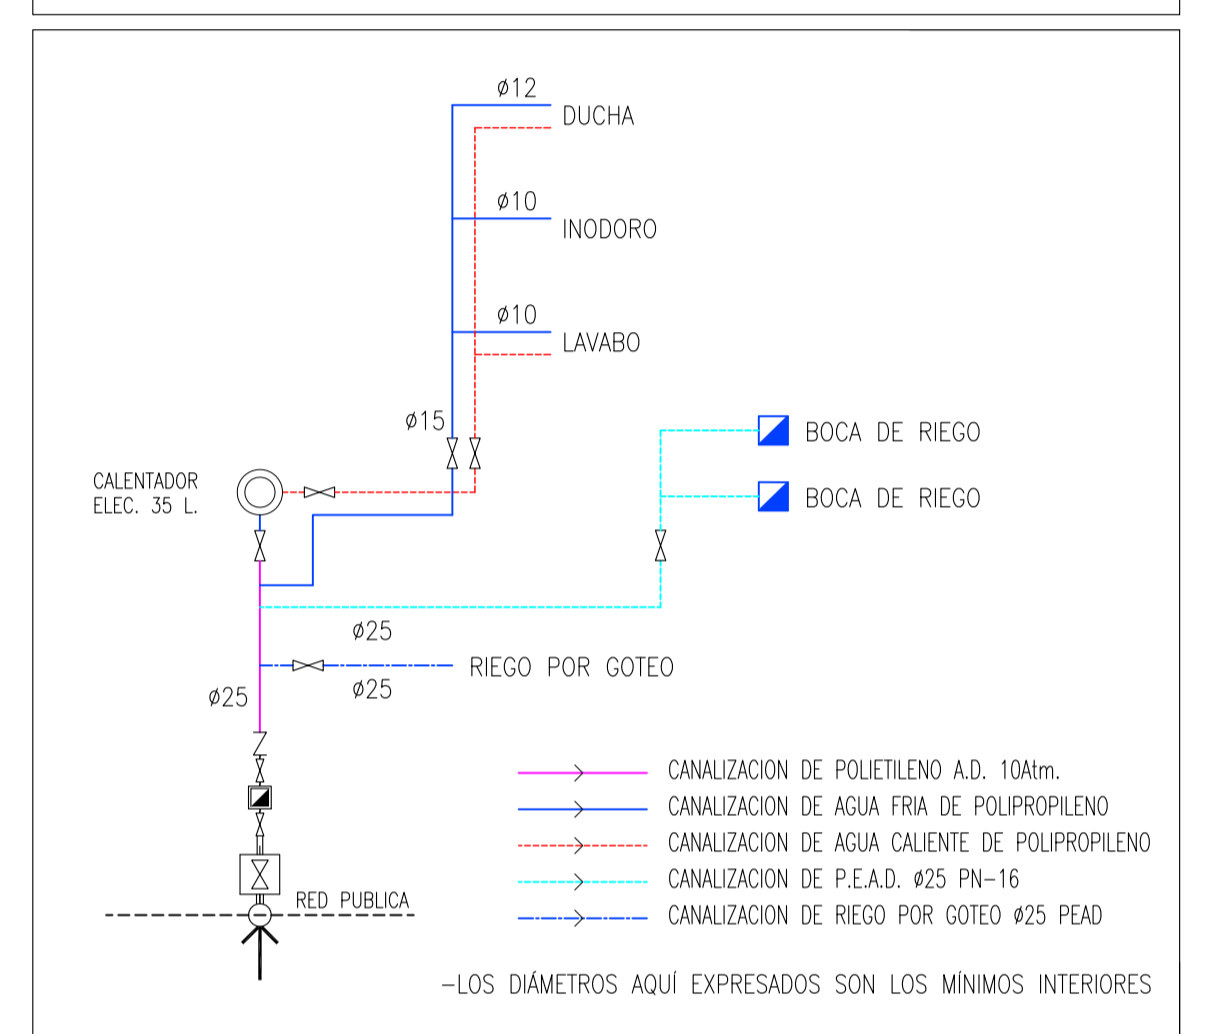 ø12
DUCHA
ø10
INODORO
ø10
LAVABO
ø15
BOCA DE RIEGO
CALENTADOR
ELEC. 35 L.
BOCA DE RIEGO
ø25
RIEGO POR GOTEO
ø25
ø25
CANALIZACION DE POLIETILENO A.D. 10Atm.
CANALIZACION DE AGUA FRIA DE POLIPROPILENO
CANALIZACION DE AGUA CALIENTE DE POLIPROPILENO
CANALIZACION DE P.E.A.D. ø25 PN-16
RED PUBLICA
CANALIZACION DE RIEGO POR GOTEO ø25 PEAD
-LOS DIÁMETROS AQUÍ EXPRESADOS SON LOS MÍNIMOS INTERIORES